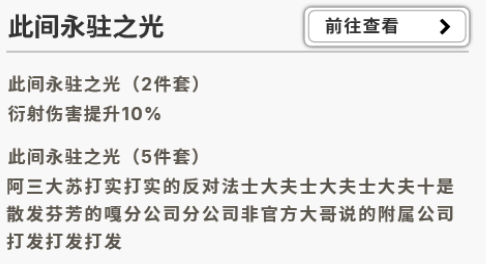 此间永驻之光
前往查看
此间永驻之光（2件套）
衍射伤害提升10%
此间永驻之光（5件套）
阿三大苏打实打实的反对法士大夫士大夫士大夫十是
散发芬芳的嘎分公司分公司非官方大哥说的附属公司
打发打发打发